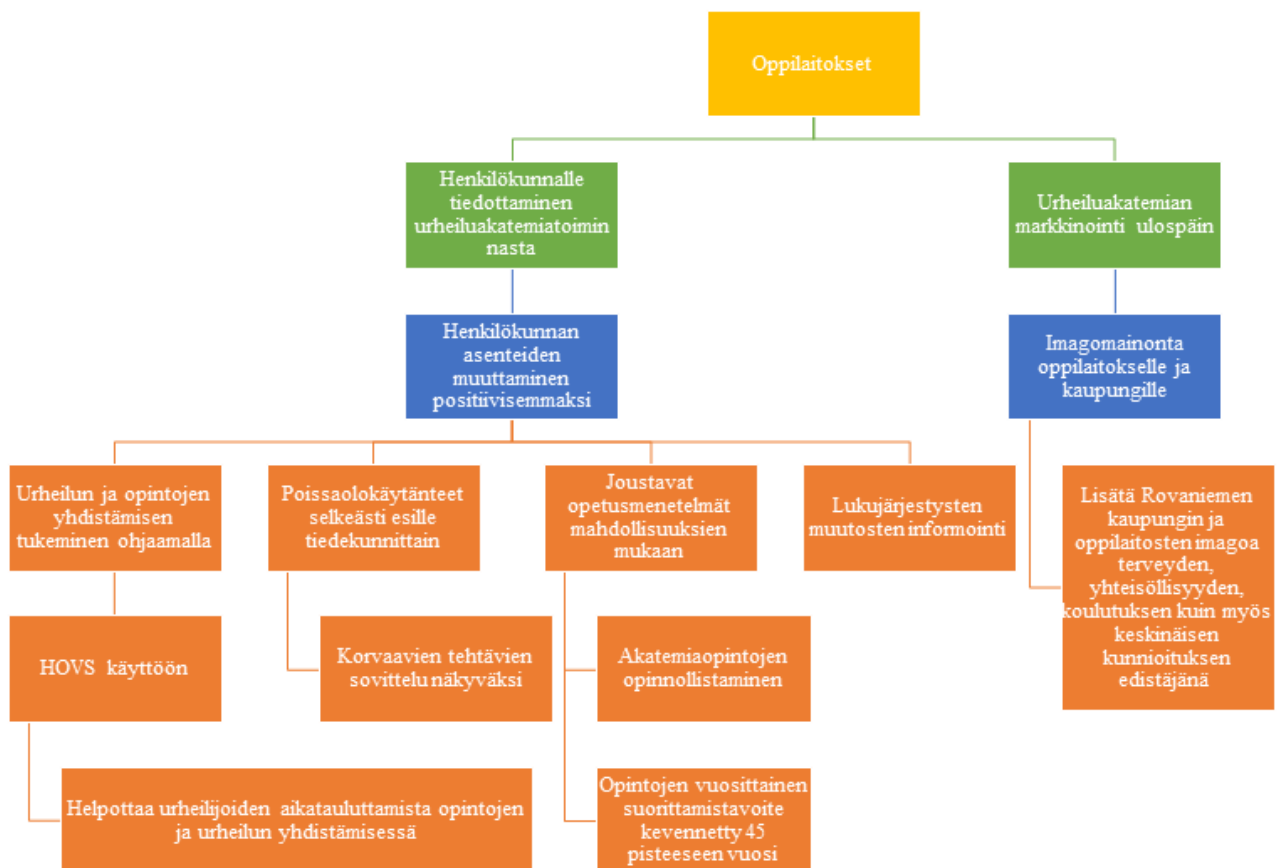 Oppilaitokset
Henkilökunnalle
tiedottaminen
urheiluakatemiatoimin
nasta
Urheiluakatemian
markkinointi ulospäin
Henkilökunnan
asenteiden
muuttaminen
positiivisemmaksi
Imagomainonta
oppilaitokselle ja
kaupungille
Urheilun ja opintojen
yhdistämisen
tukeminen ohjaamalla
Poissaolokäytänteet
selkeästi esille
tiedekunnittain
Joustavat
opetusmenetelmät
mahdollisuuksien
mukaan
Lukujärjestysten
muutosten informointi
Lisätä Rovaniemen
kaupungin ja
oppilaitosten imagoa
terveyden,
yhteisöllisyyden,
koulutuksen kuin myös
keskinäisen
kunnioituksen
edistäjänä
HOVS käyttöön
Korvaavien tehtävien
sovittelu näkyväksi
Akatemiaopintojen
opinnollistaminen
Helpottaa urheilijoiden aikatauluttamista opintojen
ja urheilun yhdistämisessä
Opintojen vuosittainen
suorittamistavoite
kevennetty 45
pisteeseen vuosi